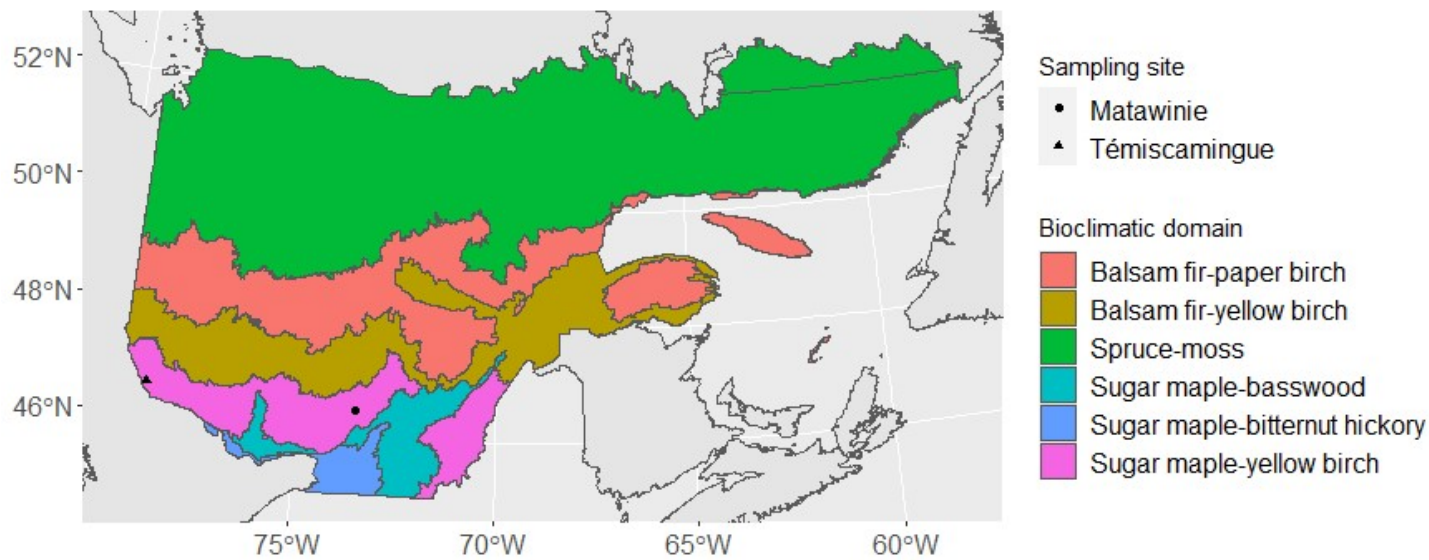 52°N
50°N
48°N
46°N
75°W 70°W 65°W 60°W
Sampling site
Matawinie
Témiscamingue
Bioclimatic domain
Balsam fir-paper birch
Balsam fir-yellow birch
Spruce-moss
Sugar maple-basswood
Sugar maple-bitternut hickory
Sugar maple-yellow birch